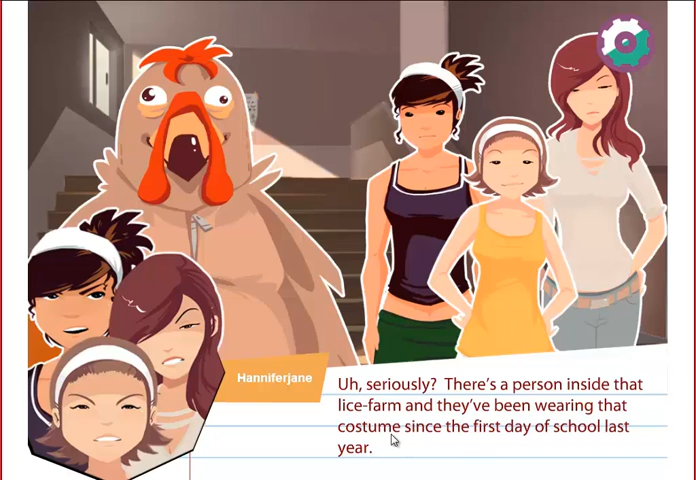 Hanniferjane
Uh, seriously?  There's a person inside that
lice-farm and they've been wearing that
costume since the first day of school last
year.